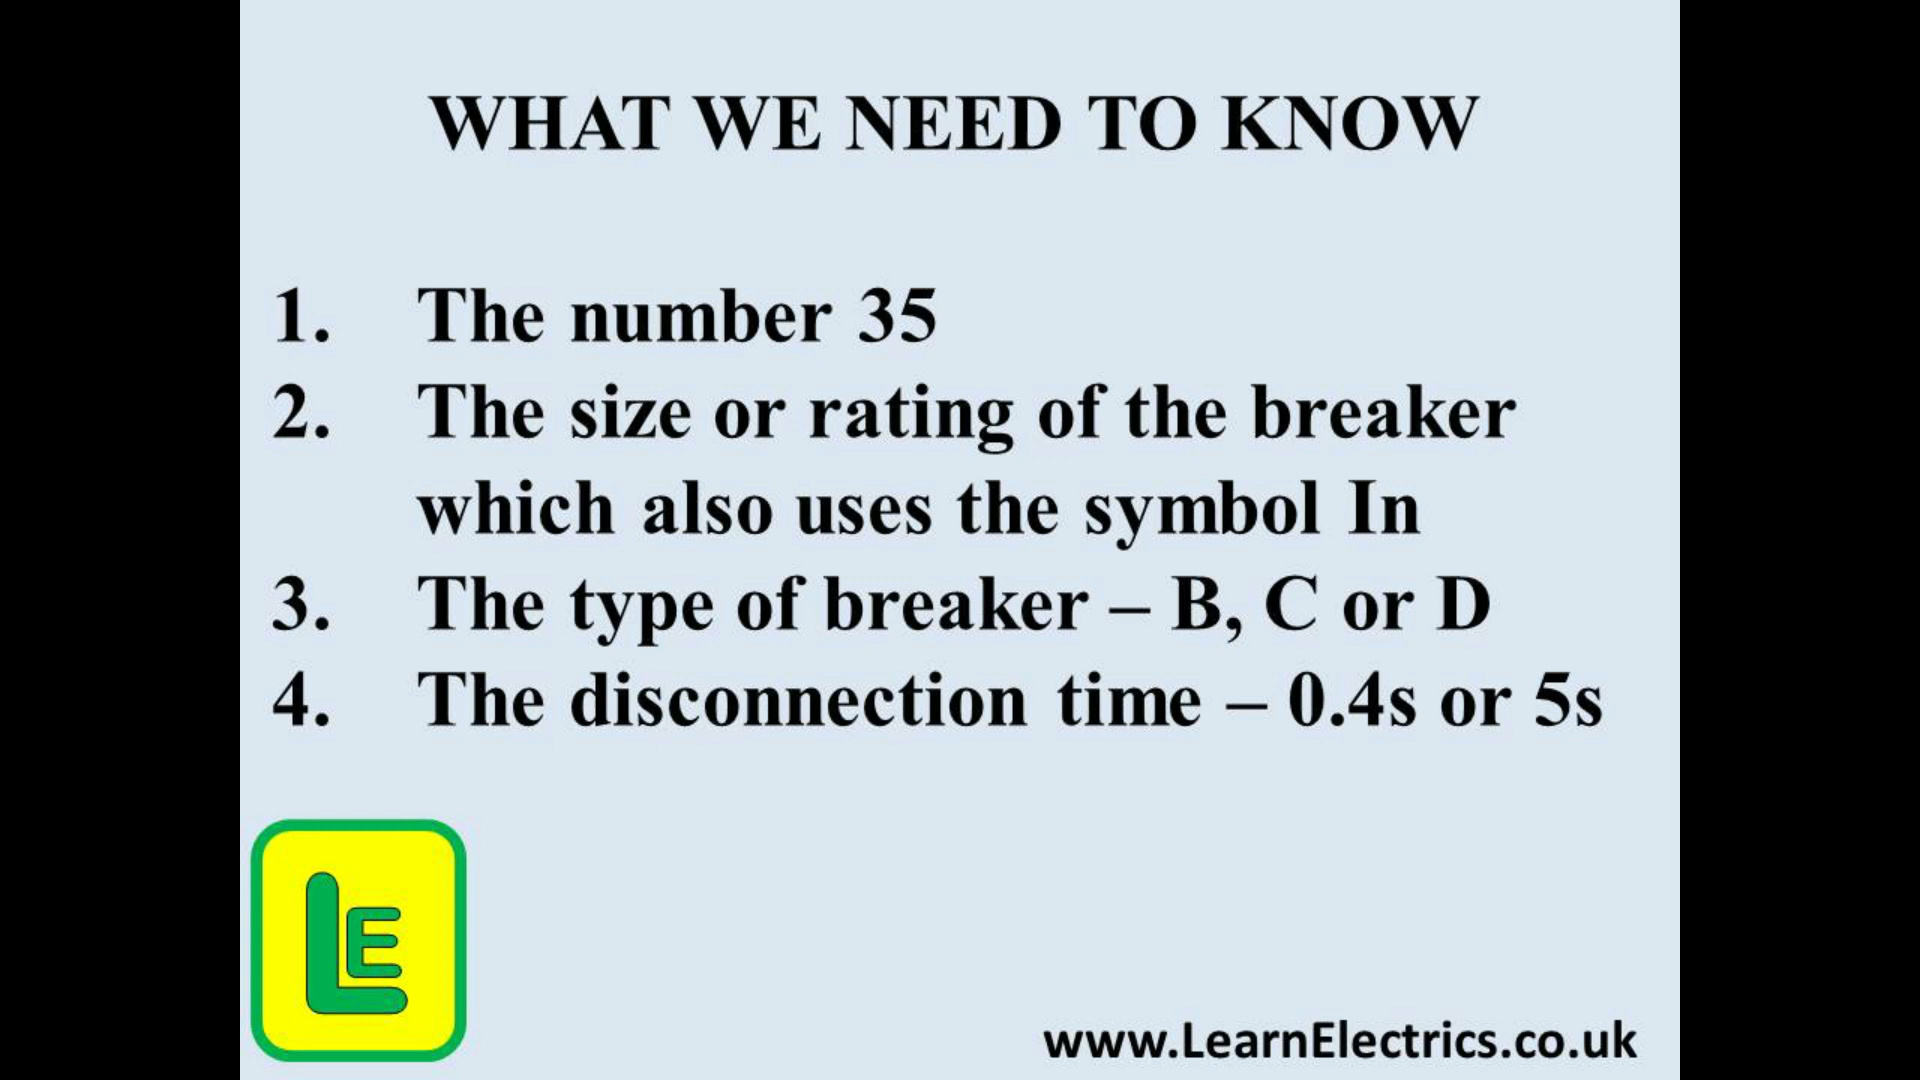 WHAT WE NEED TO KNOW
1. The number 35
2. The size or rating of the breaker
which also uses the symbol In
3. The type of breaker – B, C or D
4. The disconnection time – 0.4s or 5s
LE
www.LearnElectrics.co.uk